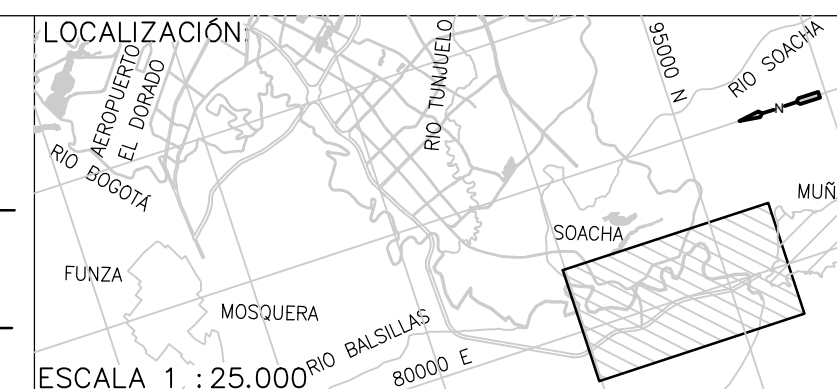 LOCALIZACIÓN:
AEROPUERTO
EL DORADO
RIO BOGOTÁ
RIO TUNJUELO
95000 N
RIO SOACHA
N
MUÑ
SOACHA
FUNZA
MOSQUERA
RIO BALSILLAS
80000 E
ESCALA 1 : 25.000